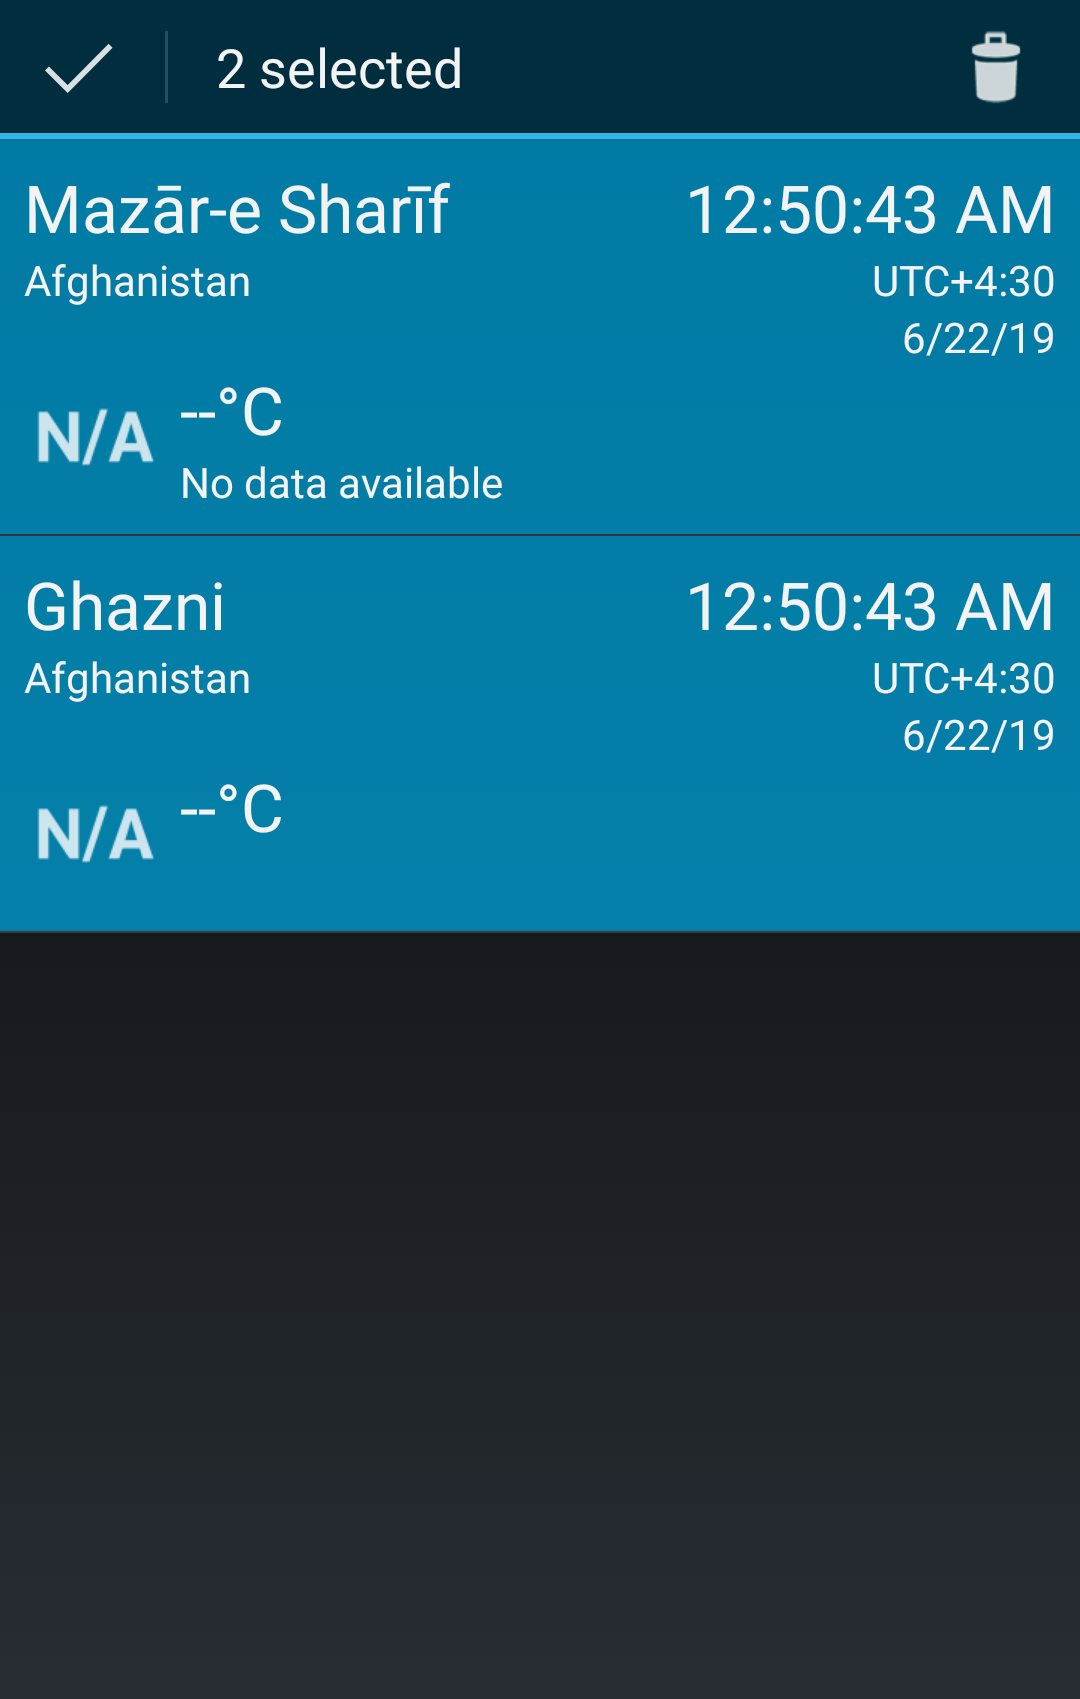 2 selected
Mazār-e Sharīf 12:50:43 AM
Afghanistan UTC+4:30
6/22/19
N/A --°C
No data available
Ghazni 12:50:43 AM
Afghanistan UTC+4:30
6/22/19
N/A --°C